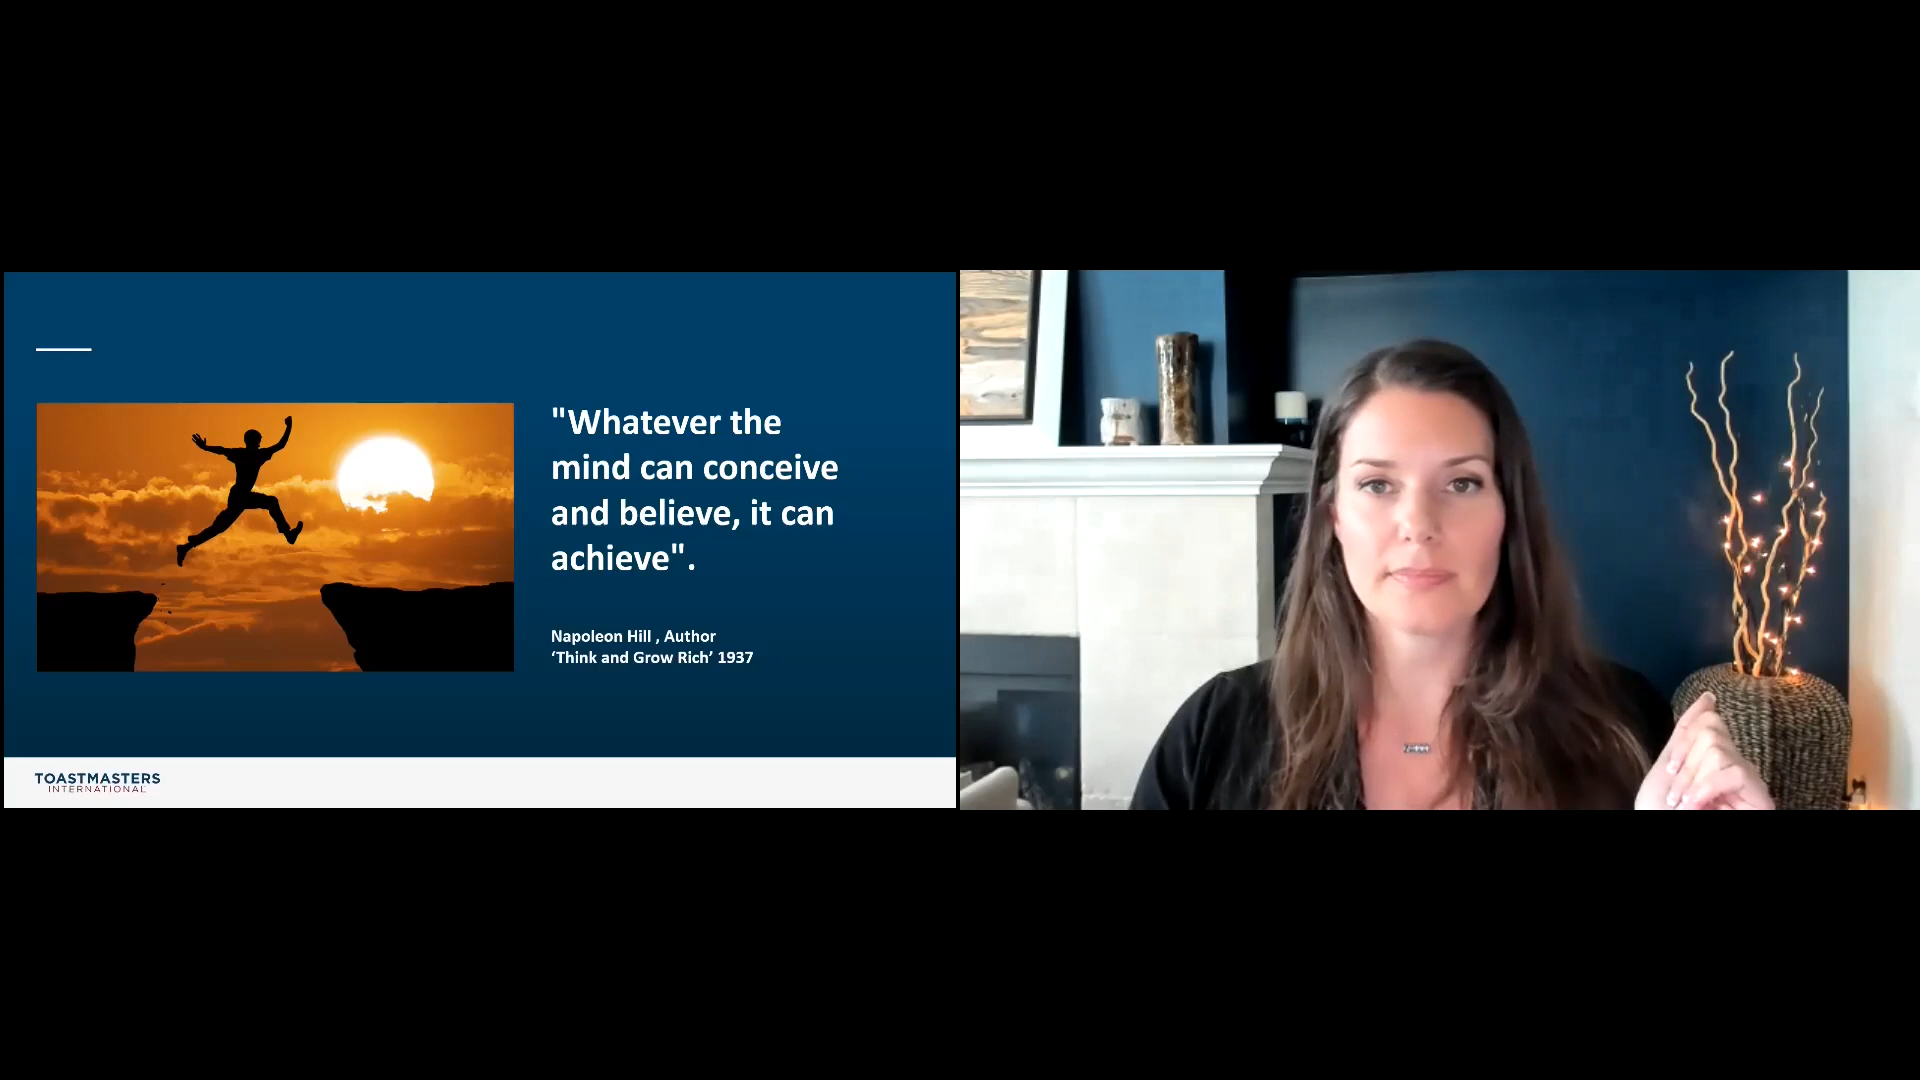 "Whatever the
mind can conceive
and believe, it can
achieve".
Napoleon Hill , Author
‘Think and Grow Rich’ 1937
TOASTMASTERS
INTERNATIONAL